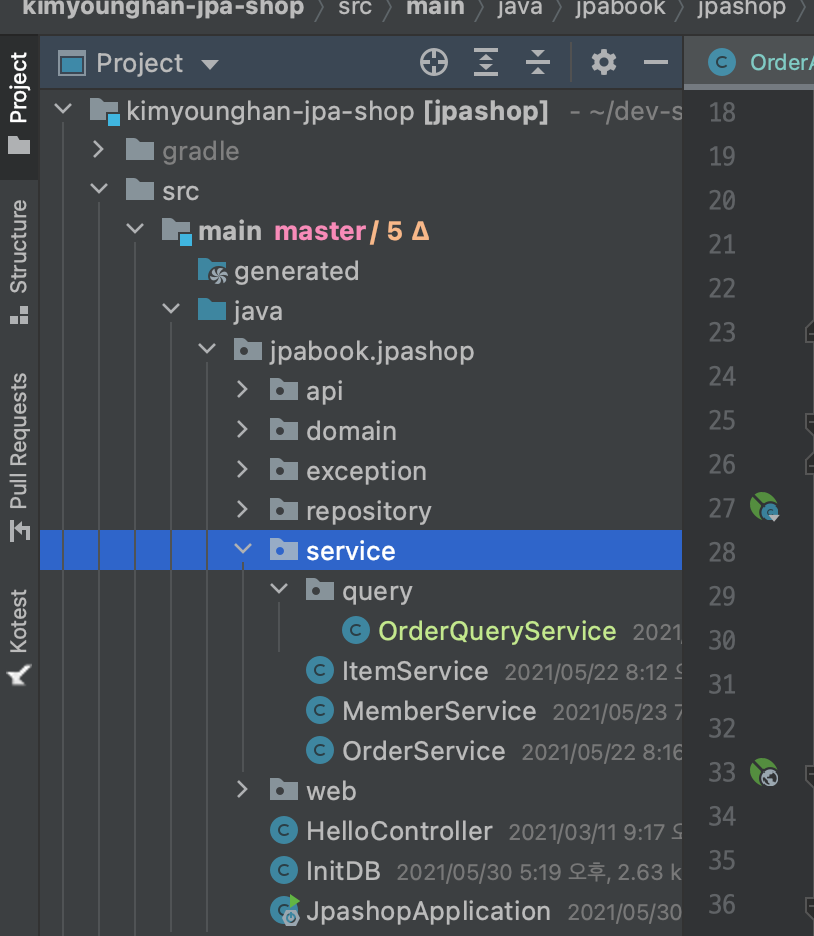 kimyounghan-jpa-shop 〉 src 〉 main 〉 java 〉 jpabook 〉 jpashop 〉
Project
Structure
Pull Requests
Kotest
Project
kimyounghan-jpa-shop [jpashop] - ~/dev-s
gradle
src
main master / 5 Δ
generated
java
jpabook.jpashop
api
domain
exception
repository
service
query
OrderQueryService 2021/
ItemService 2021/05/22 8:12 오
MemberService 2021/05/23 7
OrderService 2021/05/22 8:16
web
HelloController 2021/03/11 9:17 오
InitDB 2021/05/30 5:19 오후, 2.63 k
JpashopApplication 2021/05/30
OrderA
18
19
20
21
22
23
24
25
26
27
28
29
30
31
32
33
34
35
36